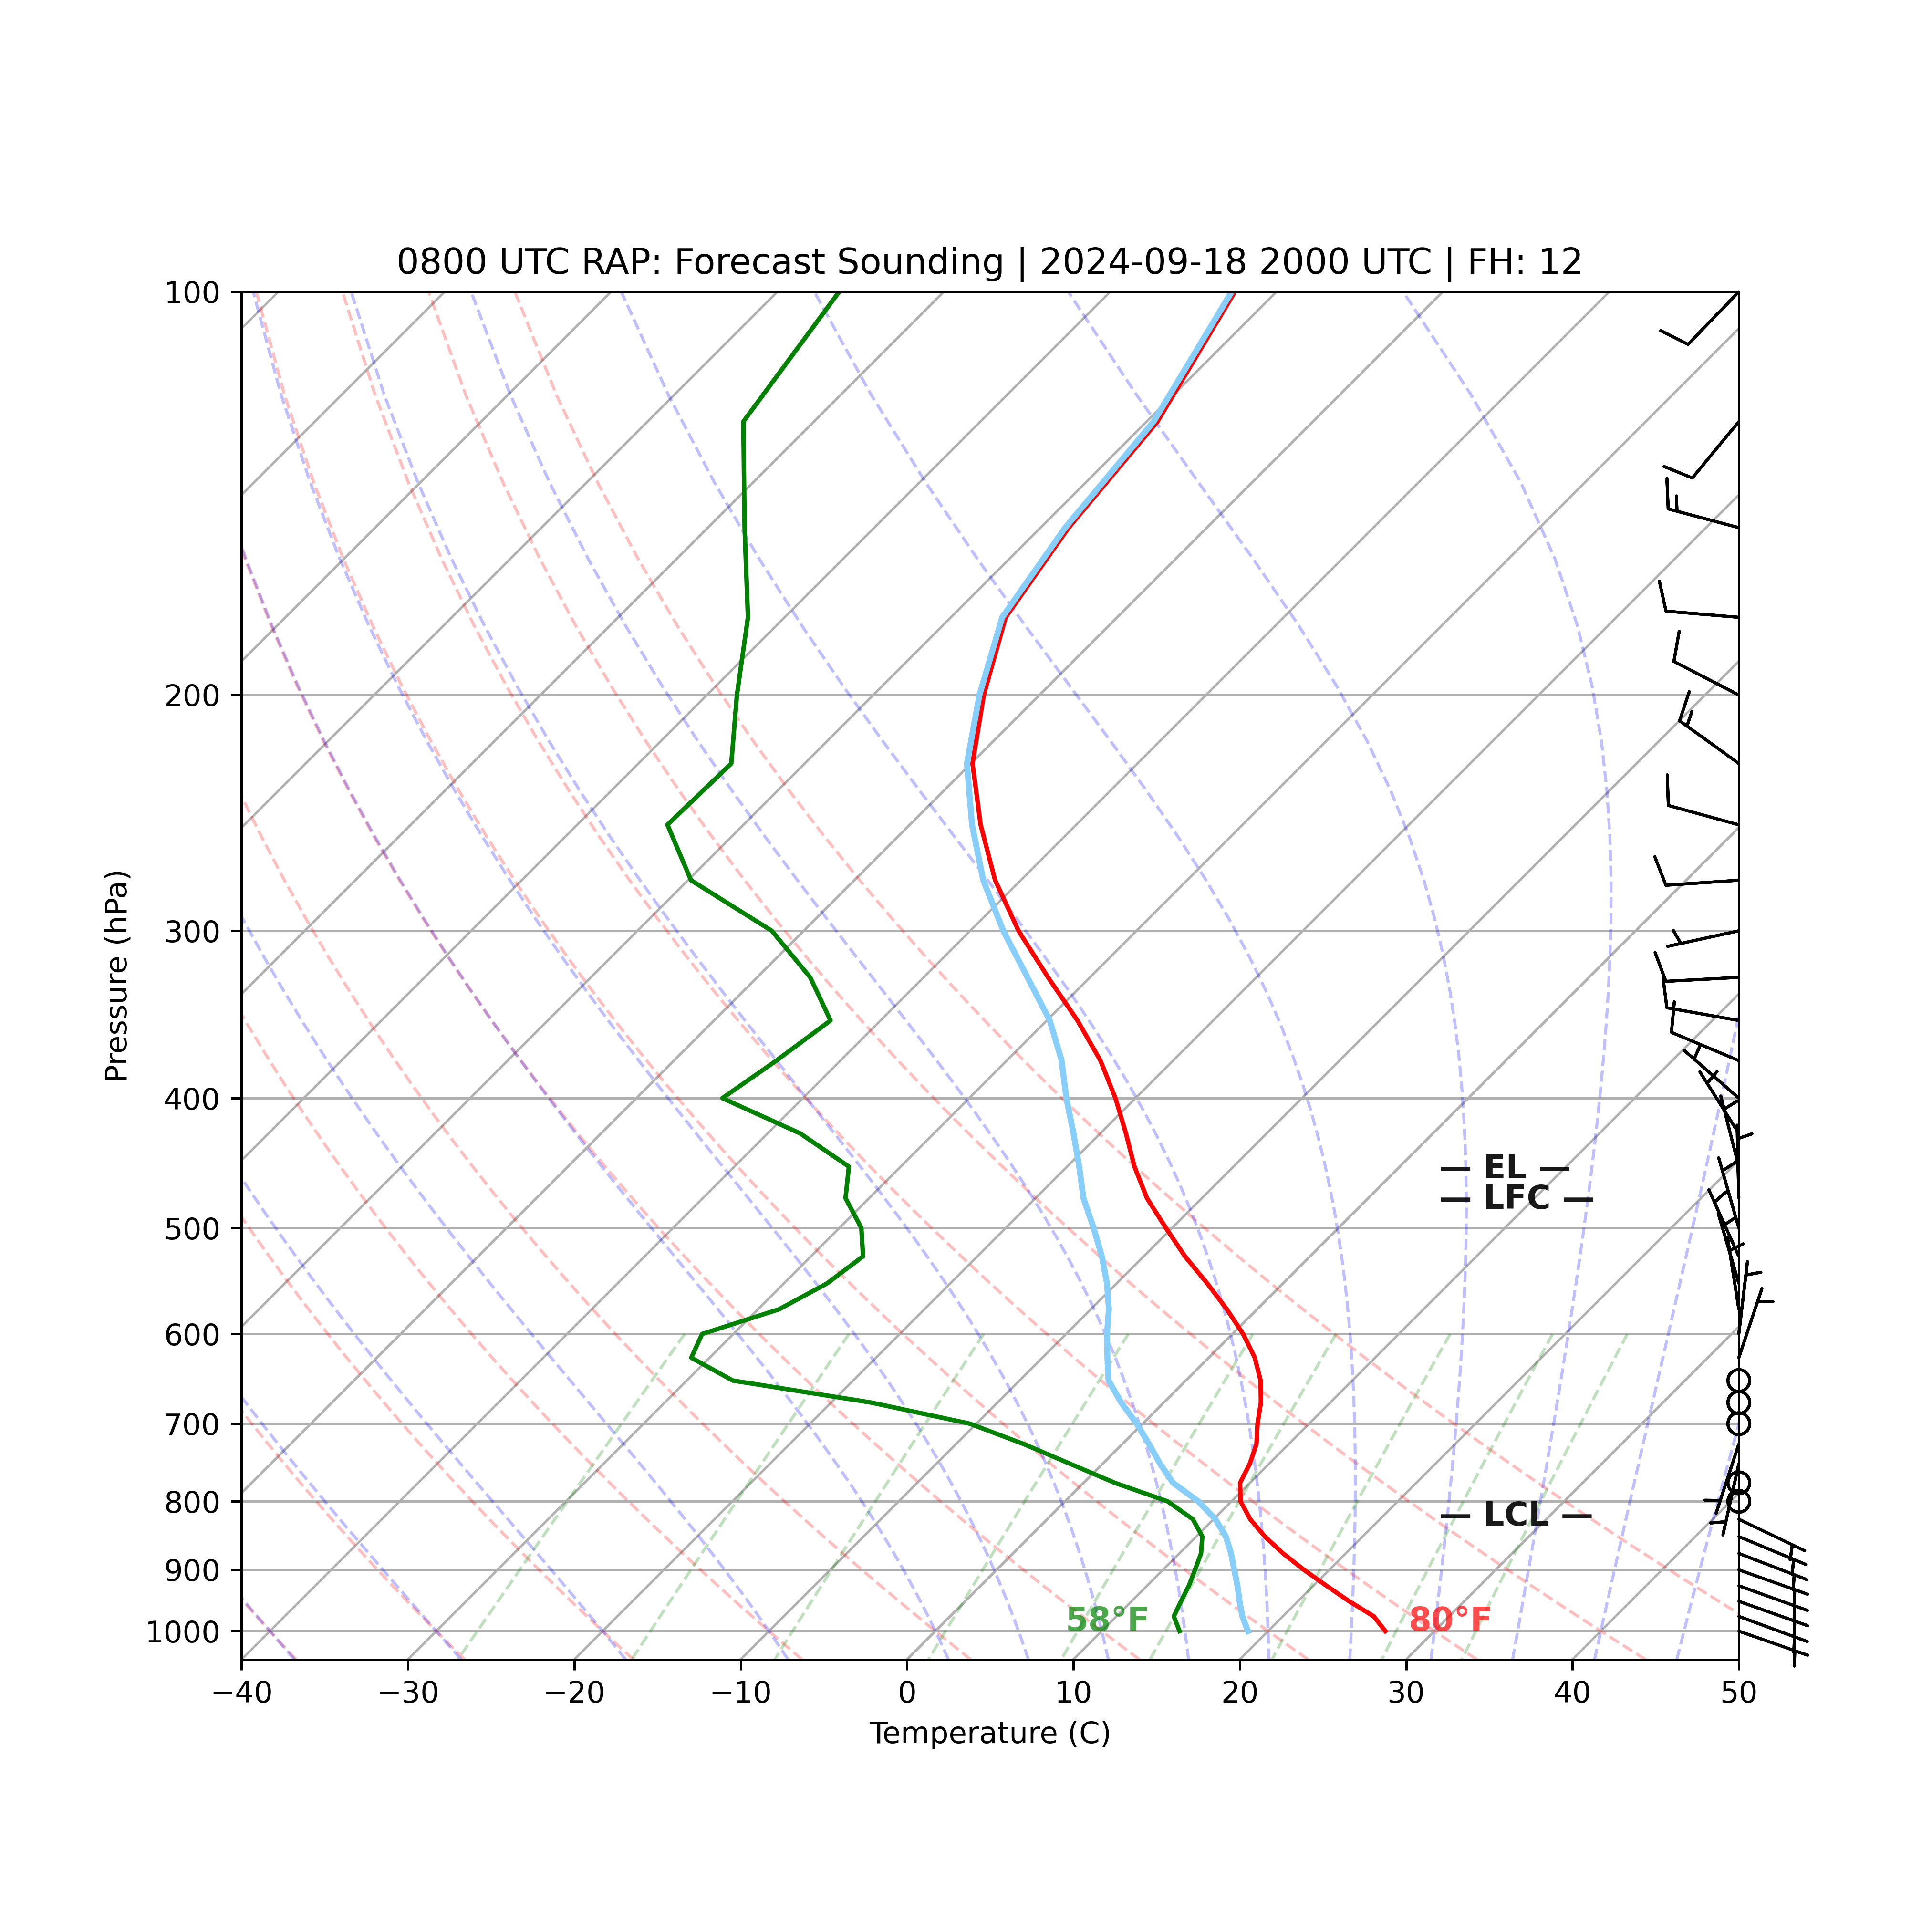 0800 UTC RAP: Forecast Sounding | 2024-09-18 2000 UTC | FH: 12
100
200
300
400
500
600
700
800
900
1000
Pressure (hPa)
— EL —
— LFC —
— LCL —
58°F
80°F
−40 −30 −20 −10 0 10 20 30 40 50
Temperature (C)